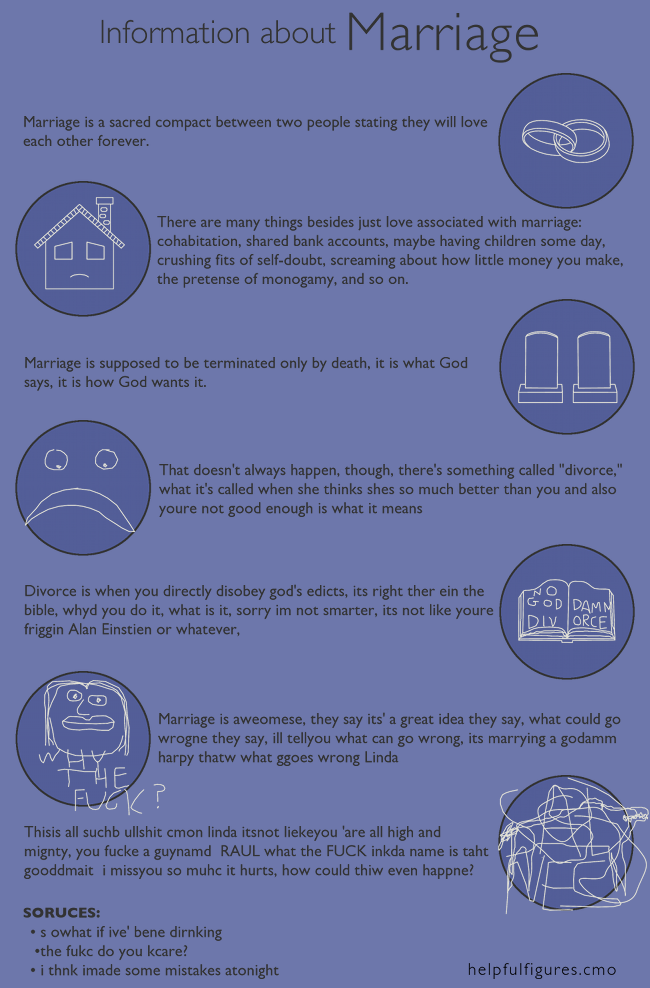 Information about Marriage
Marriage is a sacred compact between two people stating they will love
each other forever.
There are many things besides just love associated with marriage:
cohabitation, shared bank accounts, maybe having children some day,
crushing fits of self-doubt, screaming about how little money you make,
the pretense of monogamy, and so on.
Marriage is supposed to be terminated only by death, it is what God
says, it is how God wants it.
That doesn't always happen, though, there's something called "divorce,"
what it's called when she thinks shes so much better than you and also
youre not good enough is what it means
Divorce is when you directly disobey god's edicts, its right ther ein the
bible, whyd you do it, what is it, sorry im not smarter, its not like youre
friggin Alan Einstien or whatever,
NO
GOD DAMN
DIV ORCE
Marriage is aweomese, they say its' a great idea they say, what could go
wrogne they say, ill tellyou what can go wrong, its marrying a godamm
harpy thatw what ggoes wrong Linda
WHY
THE
FUCK?
Thisis all suchb ullshit cmon linda itsnot liekeyou 'are all high and
mignty, you fucke a guynamd  RAUL what the FUCK inkda name is taht
gooddmait  i missyou so muhc it hurts, how could thiw even happne?
SORUCES:
• s owhat if ive' bene dirnking
•the fukc do you kcare?
• i thnk imade some mistakes atonight
helpfulfigures.cmo